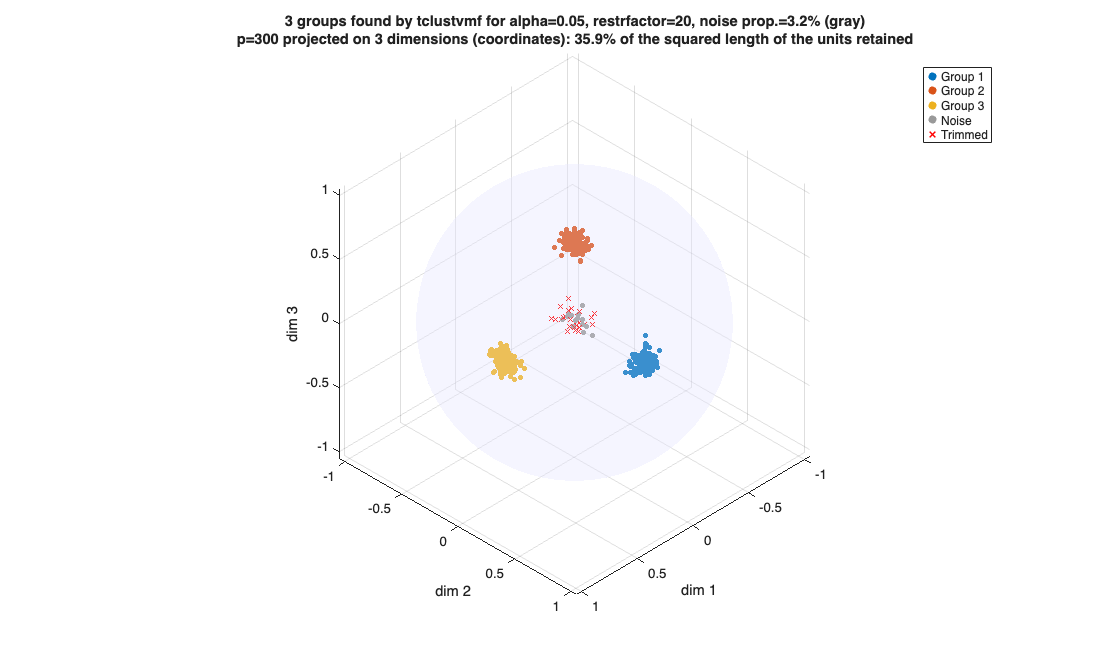 3 groups found by tclustvmf for alpha=0.05, restrfactor=20, noise prop.=3.2% (gray)
p=300 projected on 3 dimensions (coordinates): 35.9% of the squared length of the units retained
Group 1
Group 2
Group 3
Noise
Trimmed
1
0.5
0
-0.5
-1
dim 3
-1
-0.5
0
0.5
1
dim 2
-1
-0.5
0
0.5
1
dim 1